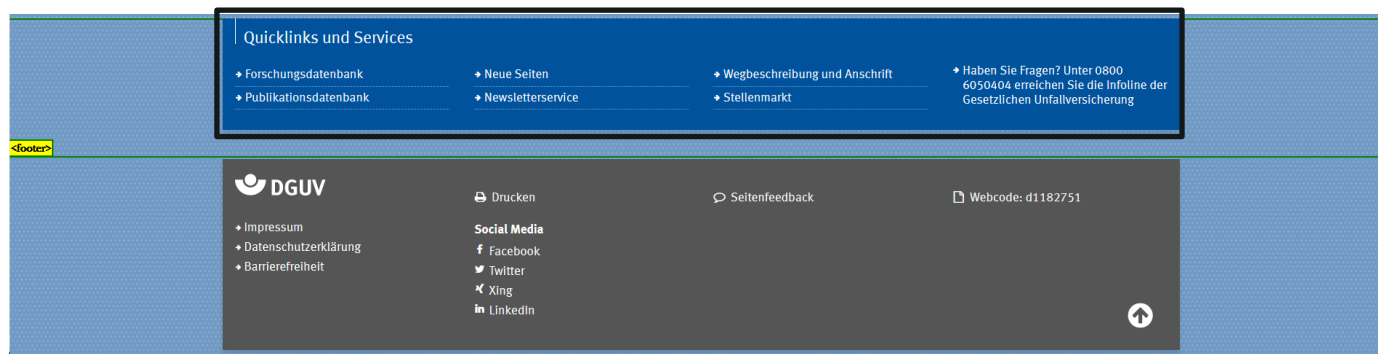 Quicklinks und Services
Forschungsdatenbank
Publikationsdatenbank
Neue Seiten
Newsletterservice
Wegbeschreibung und Anschrift
Stellenmarkt
Haben Sie Fragen? Unter 0800
6050404 erreichen Sie die Infoline der
Gesetzlichen Unfallversicherung
<footer>
DGUV
Impressum
Datenschutzerklärung
Barrierefreiheit
Drucken
Social Media
Facebook
Twitter
Xing
LinkedIn
Seitenfeedback
Webcode: d1182751